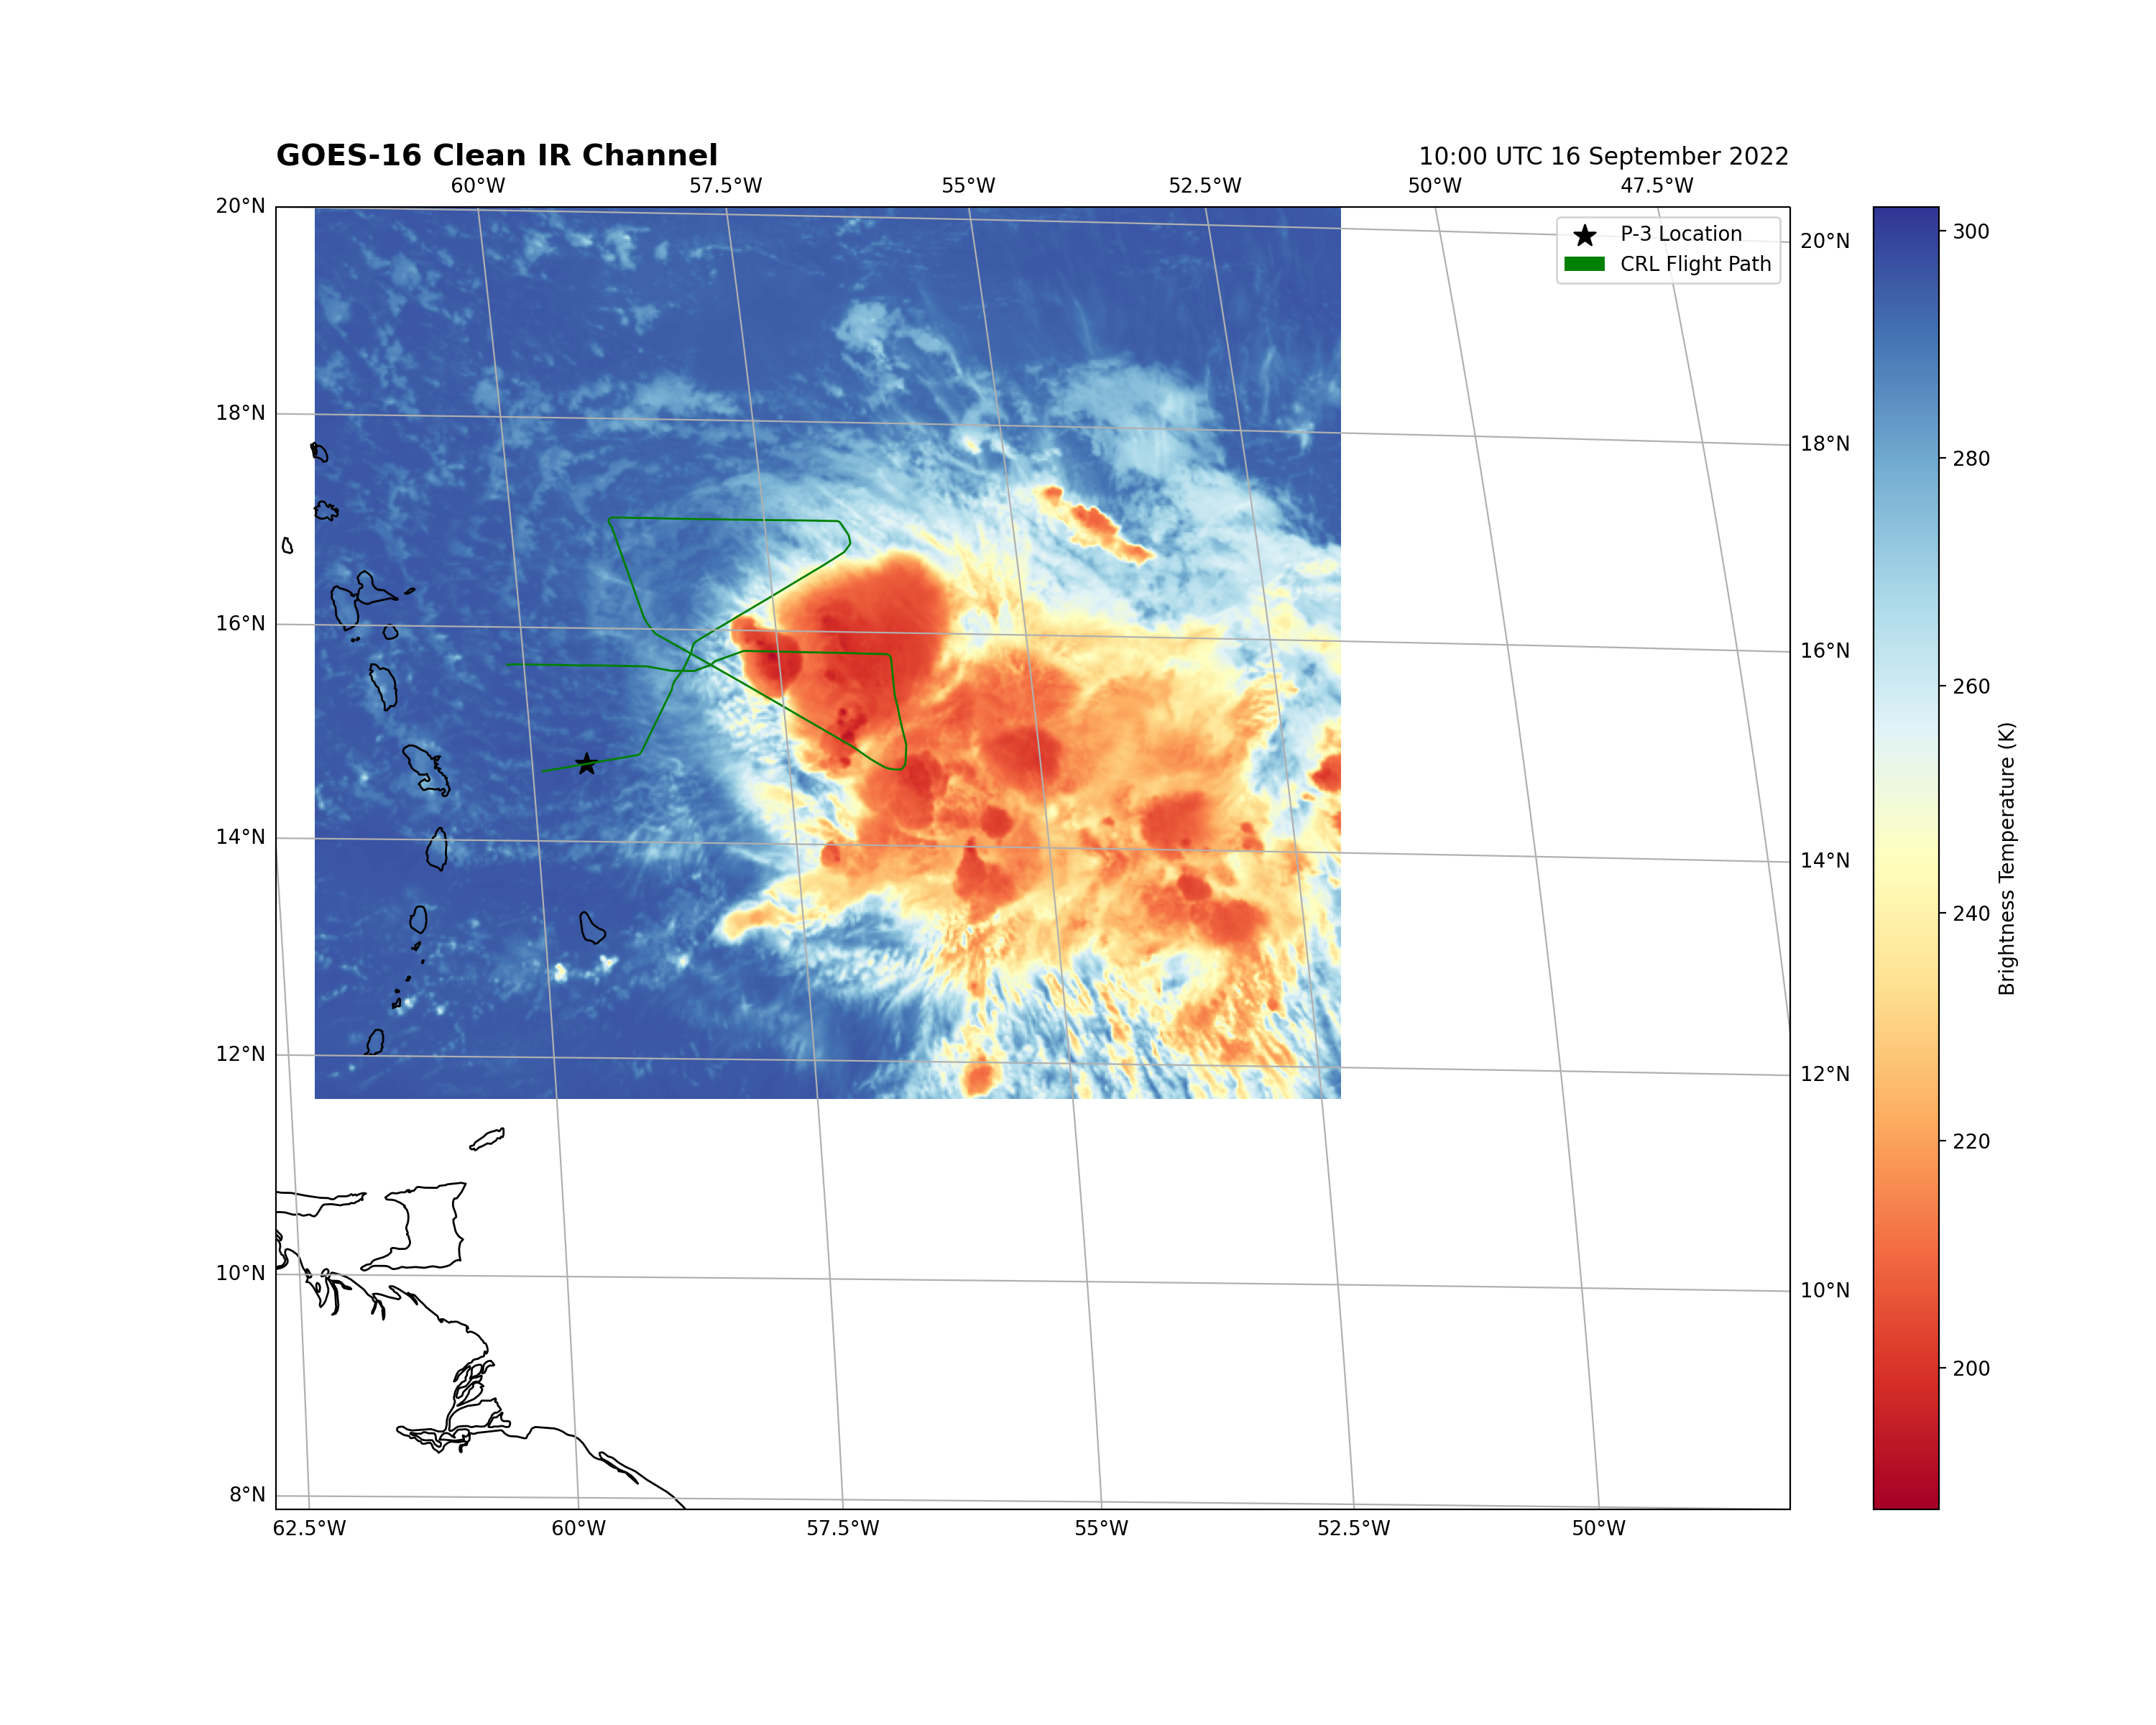 GOES-16 Clean IR Channel
10:00 UTC 16 September 2022
60°W 57.5°W 55°W 52.5°W 50°W 47.5°W
20°N
18°N
16°N
14°N
12°N
10°N
8°N
P-3 Location
CRL Flight Path
20°N
18°N
16°N
14°N
12°N
10°N
62.5°W 60°W 57.5°W 55°W 52.5°W 50°W
300
280
260
240
220
200
Brightness Temperature (K)